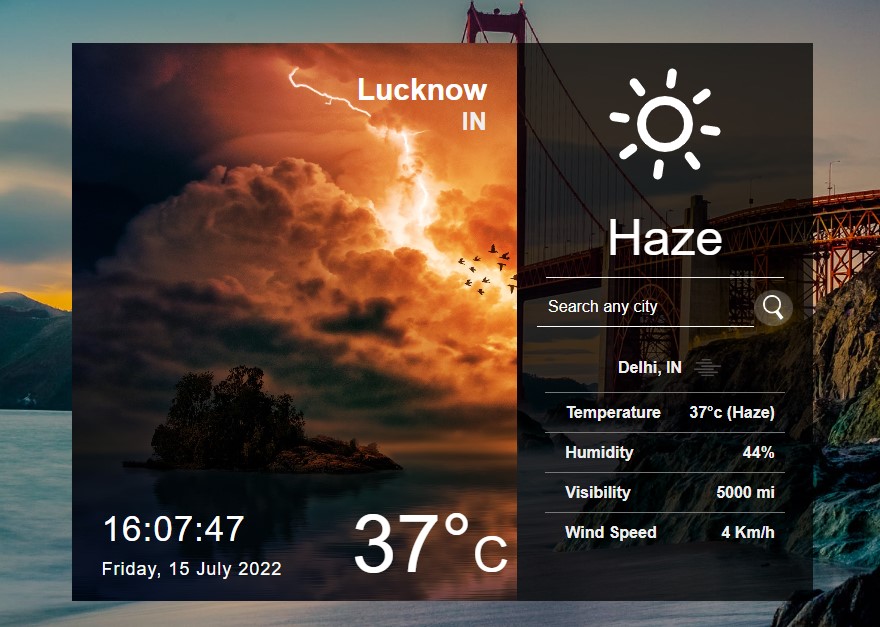 Lucknow
IN
16:07:47
Friday, 15 July 2022
37°C
Haze
Search any city
Delhi, IN
Temperature 37°c (Haze)
Humidity 44%
Visibility 5000 mi
Wind Speed 4 Km/h